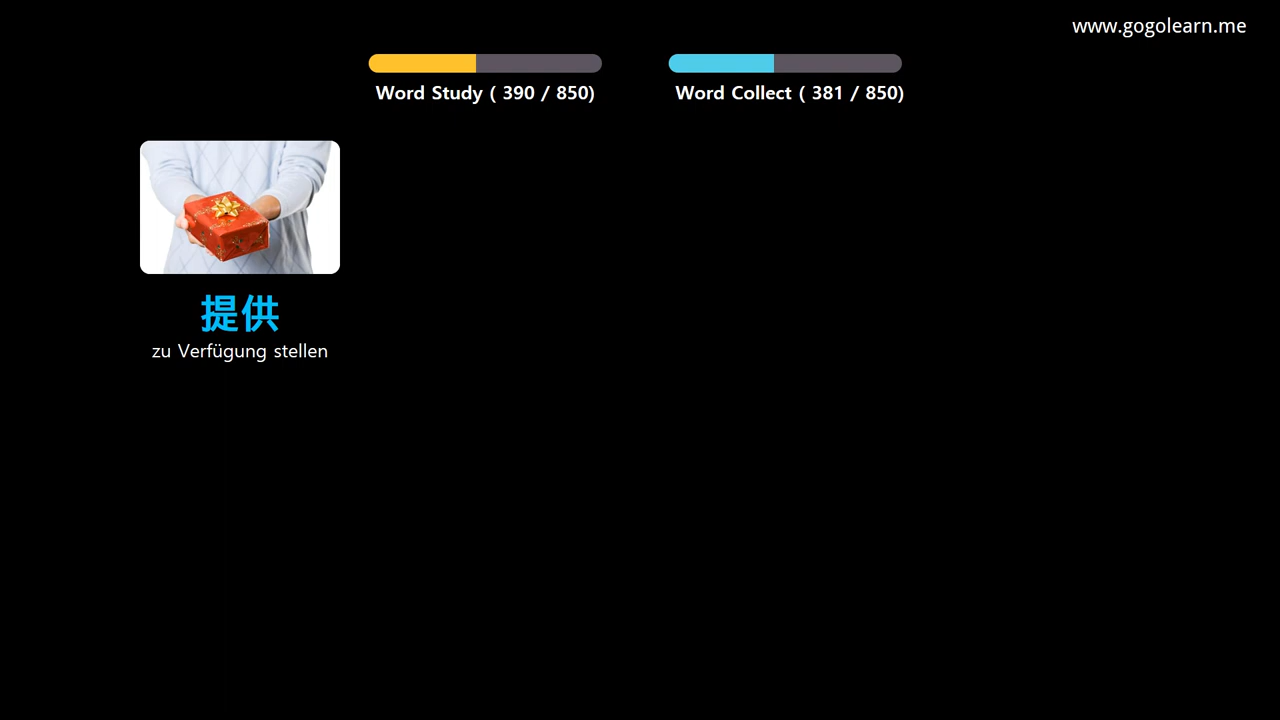 www.gogolearn.me
Word Study ( 390 / 850)
Word Collect ( 381 / 850)
提供
zu Verfügung stellen